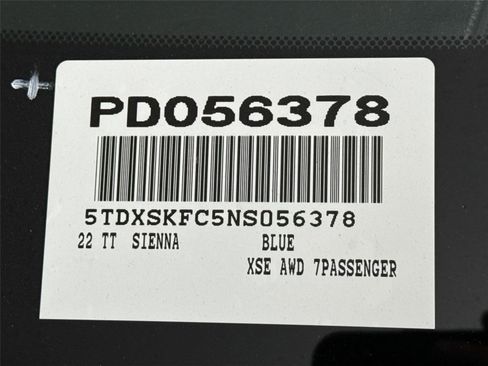 PD056378
5TDXSKFC5NS056378
22 TT SIENNA BLUE
XSE AWD 7PASSENGER